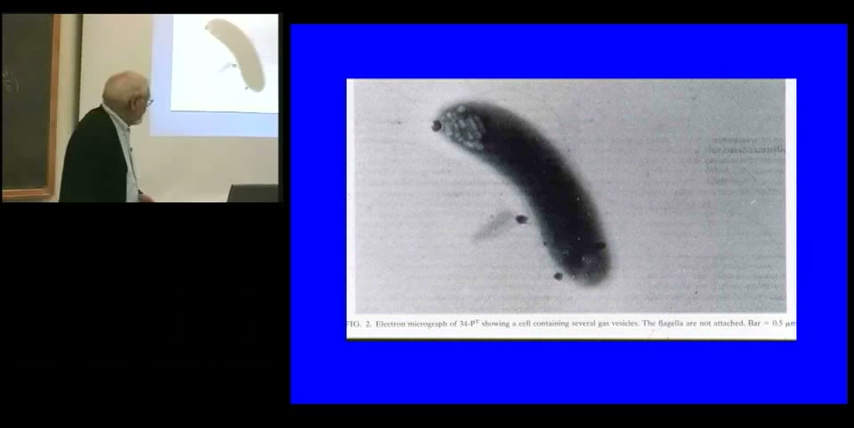 FIG. 2. Electron micrograph of 34-Pᵀ showing a cell containing several gas vesicles. The flagella are not attached. Bar = 0.5 μm